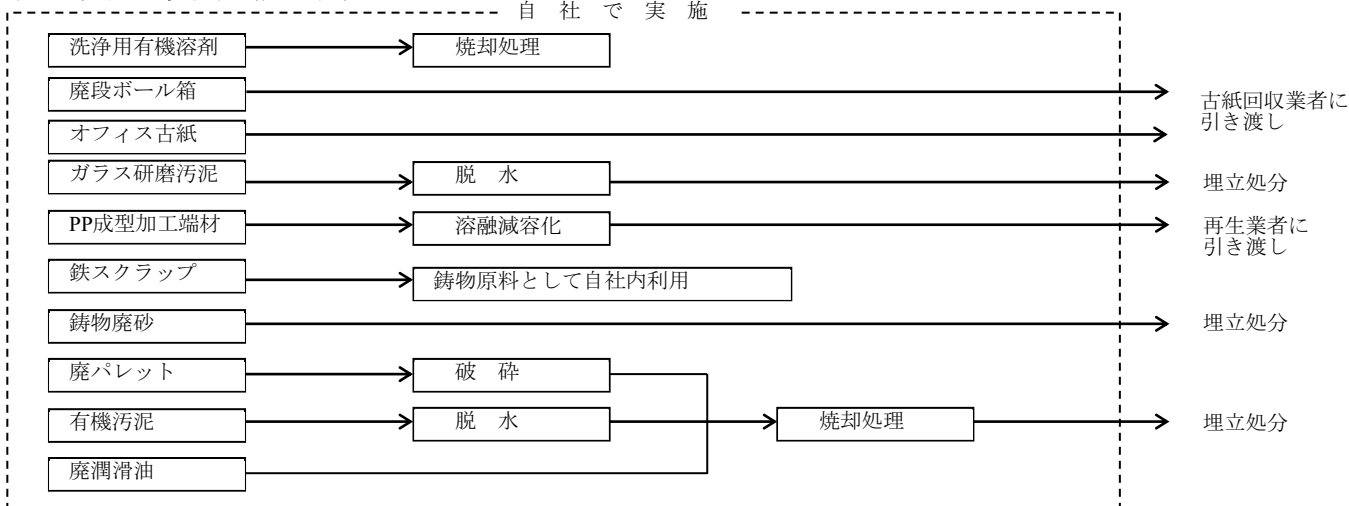 自 社 で 実 施
洗浄用有機溶剤
焼却処理
廃段ボール箱
古紙回収業者に
引き渡し
オフィス古紙
ガラス研磨汚泥
脱 水
埋立処分
PP成型加工端材
溶融減容化
再生業者に
引き渡し
鉄スクラップ
鋳物原料として自社内利用
鋳物廃砂
埋立処分
廃パレット
破 砕
有機汚泥
脱 水
焼却処理
埋立処分
廃潤滑油